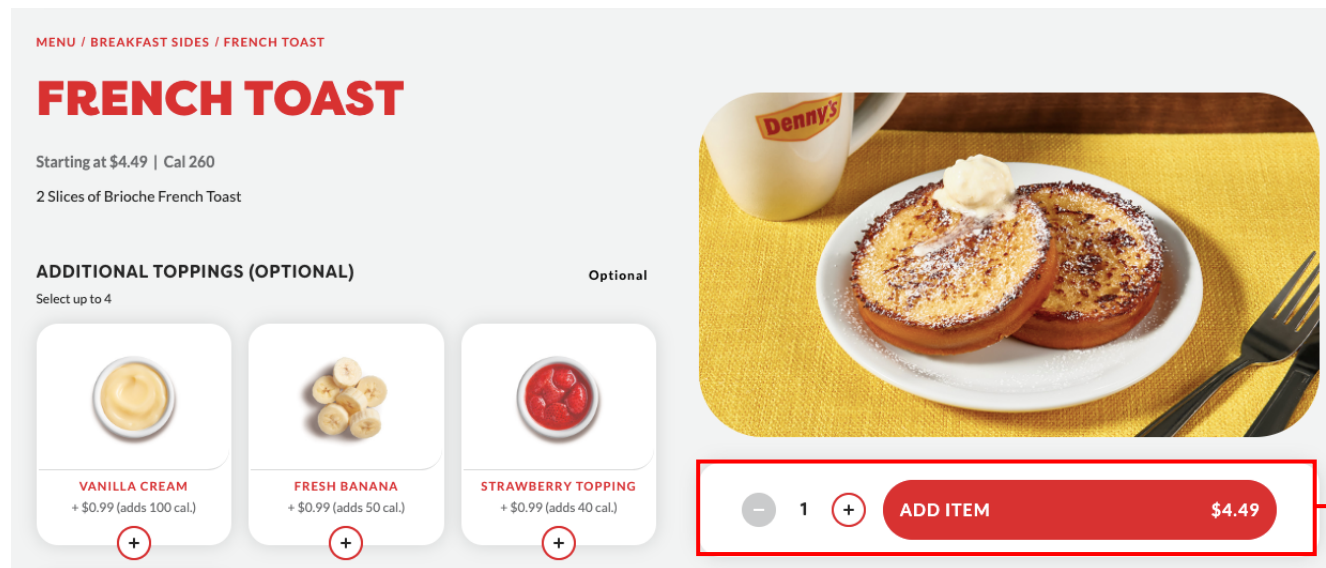 MENU / BREAKFAST SIDES / FRENCH TOAST
FRENCH TOAST
Starting at $4.49 | Cal 260
2 Slices of Brioche French Toast
ADDITIONAL TOPPINGS (OPTIONAL)
Optional
Select up to 4
VANILLA CREAM
+ $0.99 (adds 100 cal.)
+
FRESH BANANA
+ $0.99 (adds 50 cal.)
+
STRAWBERRY TOPPING
+ $0.99 (adds 40 cal.)
+
Denny's
− 1 + ADD ITEM $4.49